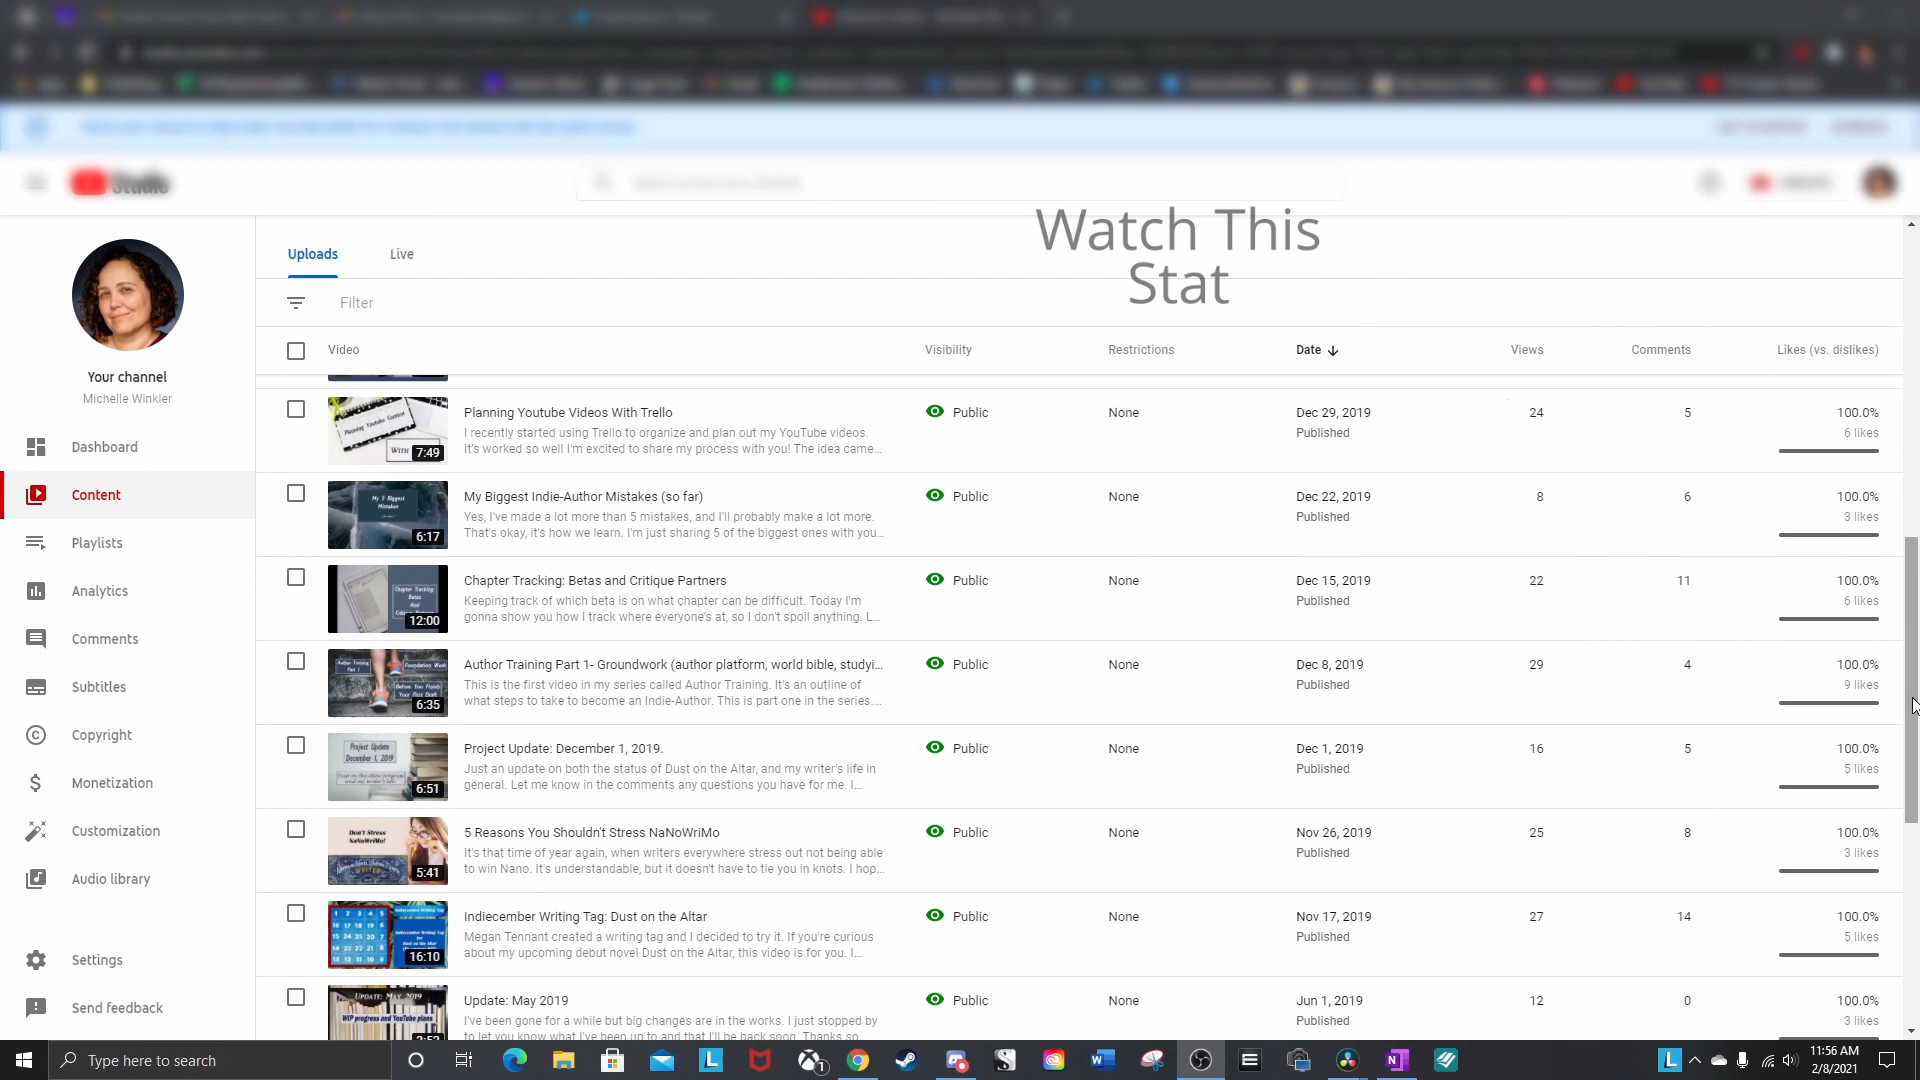 Studio
Watch This
Stat
Uploads
Live
Filter
Video Visibility Restrictions Date Views Comments Likes (vs. dislikes)
Your channel
Michelle Winkler
Dashboard
Content
Playlists
Analytics
Comments
Subtitles
Copyright
Monetization
Customization
Audio library
Settings
Send feedback
Planning Youtube Videos With Trello Public None Dec 29, 2019 24 5 100.0%
I recently started using Trello to organize and plan out my YouTube videos. Published 6 likes
It's worked so well I'm excited to share my process with you! The idea came...
7:49
My Biggest Indie-Author Mistakes (so far) Public None Dec 22, 2019 8 6 100.0%
Yes, I've made a lot more than 5 mistakes, and I'll probably make a lot more. Published 3 likes
That's okay, it's how we learn. I'm just sharing 5 of the biggest ones with you...
6:17
Chapter Tracking: Betas and Critique Partners Public None Dec 15, 2019 22 11 100.0%
Keeping track of which beta is on what chapter can be difficult. Today I'm Published 6 likes
gonna show you how I track where everyone's at, so I don't spoil anything. L...
12:00
Author Training Part 1- Groundwork (author platform, world bible, studyi... Public None Dec 8, 2019 29 4 100.0%
This is the first video in my series called Author Training. It's an outline of Published 9 likes
what steps to take to become an Indie-Author. This is part one in the series....
6:35
Project Update: December 1, 2019. Public None Dec 1, 2019 16 5 100.0%
Just an update on both the status of Dust on the Altar, and my writer's life in Published 5 likes
general. Let me know in the comments any questions you have for me. I...
6:51
5 Reasons You Shouldn't Stress NaNoWriMo Public None Nov 26, 2019 25 8 100.0%
It's that time of year again, when writers everywhere stress out not being able Published 3 likes
to win Nano. It's understandable, but it doesn't have to tie you in knots. I hop...
5:41
Indiecember Writing Tag: Dust on the Altar Public None Nov 17, 2019 27 14 100.0%
Megan Tennant created a writing tag and I decided to try it. If you're curious Published 5 likes
about my upcoming debut novel Dust on the Altar, this video is for you. I...
16:10
Update: May 2019 Public None Jun 1, 2019 12 0 100.0%
I've been gone for a while but big changes are in the works. I just stopped by Published 3 likes
to let you know what I've been up to and that I'll be back soon. Thanks so
Type here to search
11:56 AM
2/8/2021